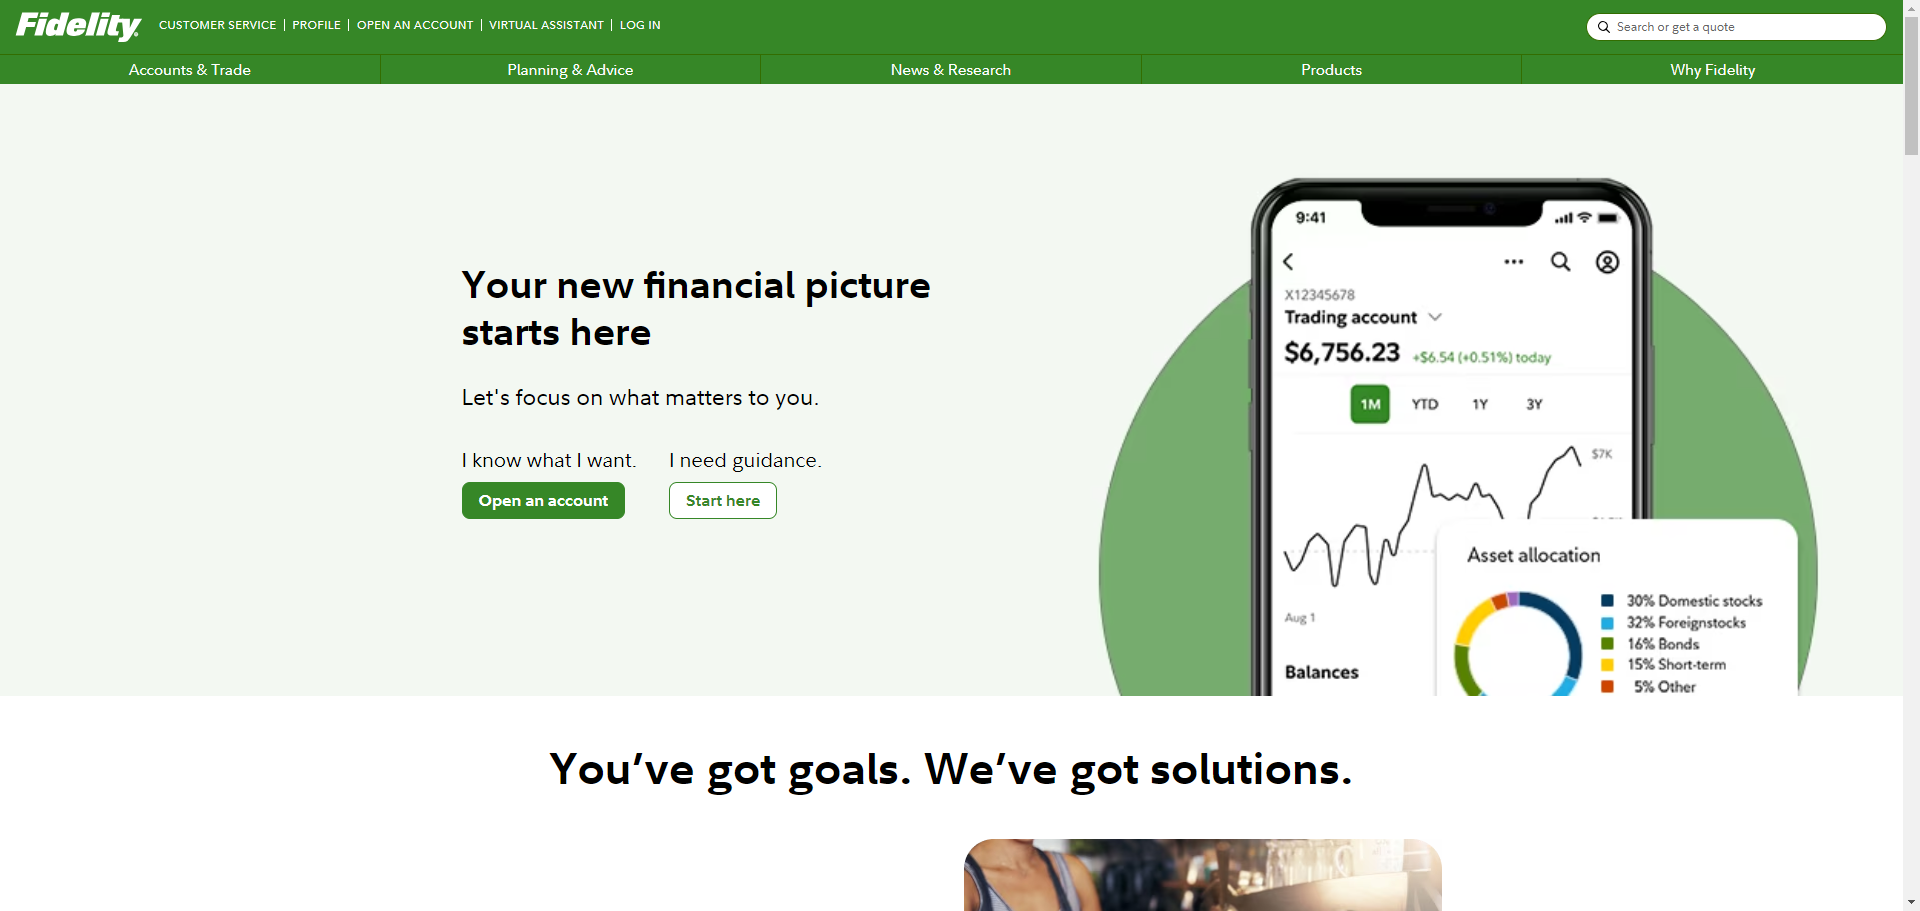 Fidelity
CUSTOMER SERVICE | PROFILE | OPEN AN ACCOUNT | VIRTUAL ASSISTANT | LOG IN
Search or get a quote
Accounts & Trade
Planning & Advice
News & Research
Products
Why Fidelity
Your new financial picture
starts here
Let's focus on what matters to you.
I know what I want.
Open an account
I need guidance.
Start here
9:41
X12345678
Trading account
$6,756.23 +$6.54 (+0.51%) today
1M YTD 1Y 3Y
$7K
Aug 1
Balances
Asset allocation
30% Domestic stocks
32% Foreignstocks
16% Bonds
15% Short-term
5% Other
You’ve got goals. We’ve got solutions.